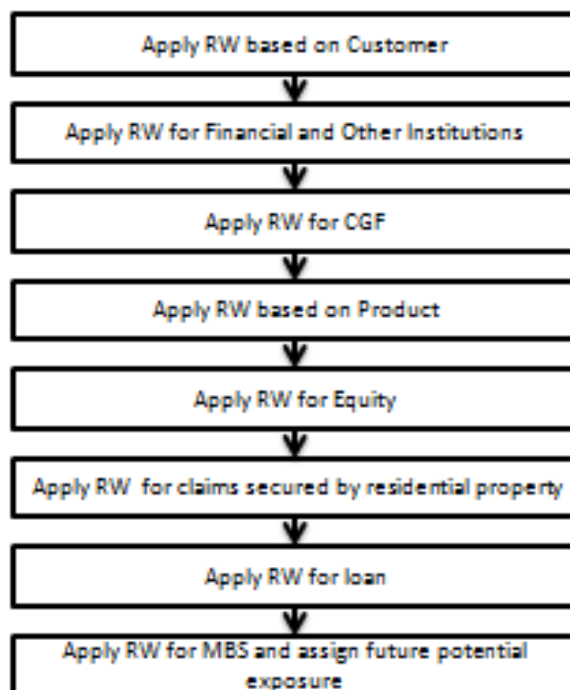 Apply RW based on Customer
Apply RW for Financial and Other Institutions
Apply RW for CGF
Apply RW based on Product
Apply RW for Equity
Apply RW for claims secured by residential property
Apply RW for loan
Apply RW for MBS and assign future potential
exposure